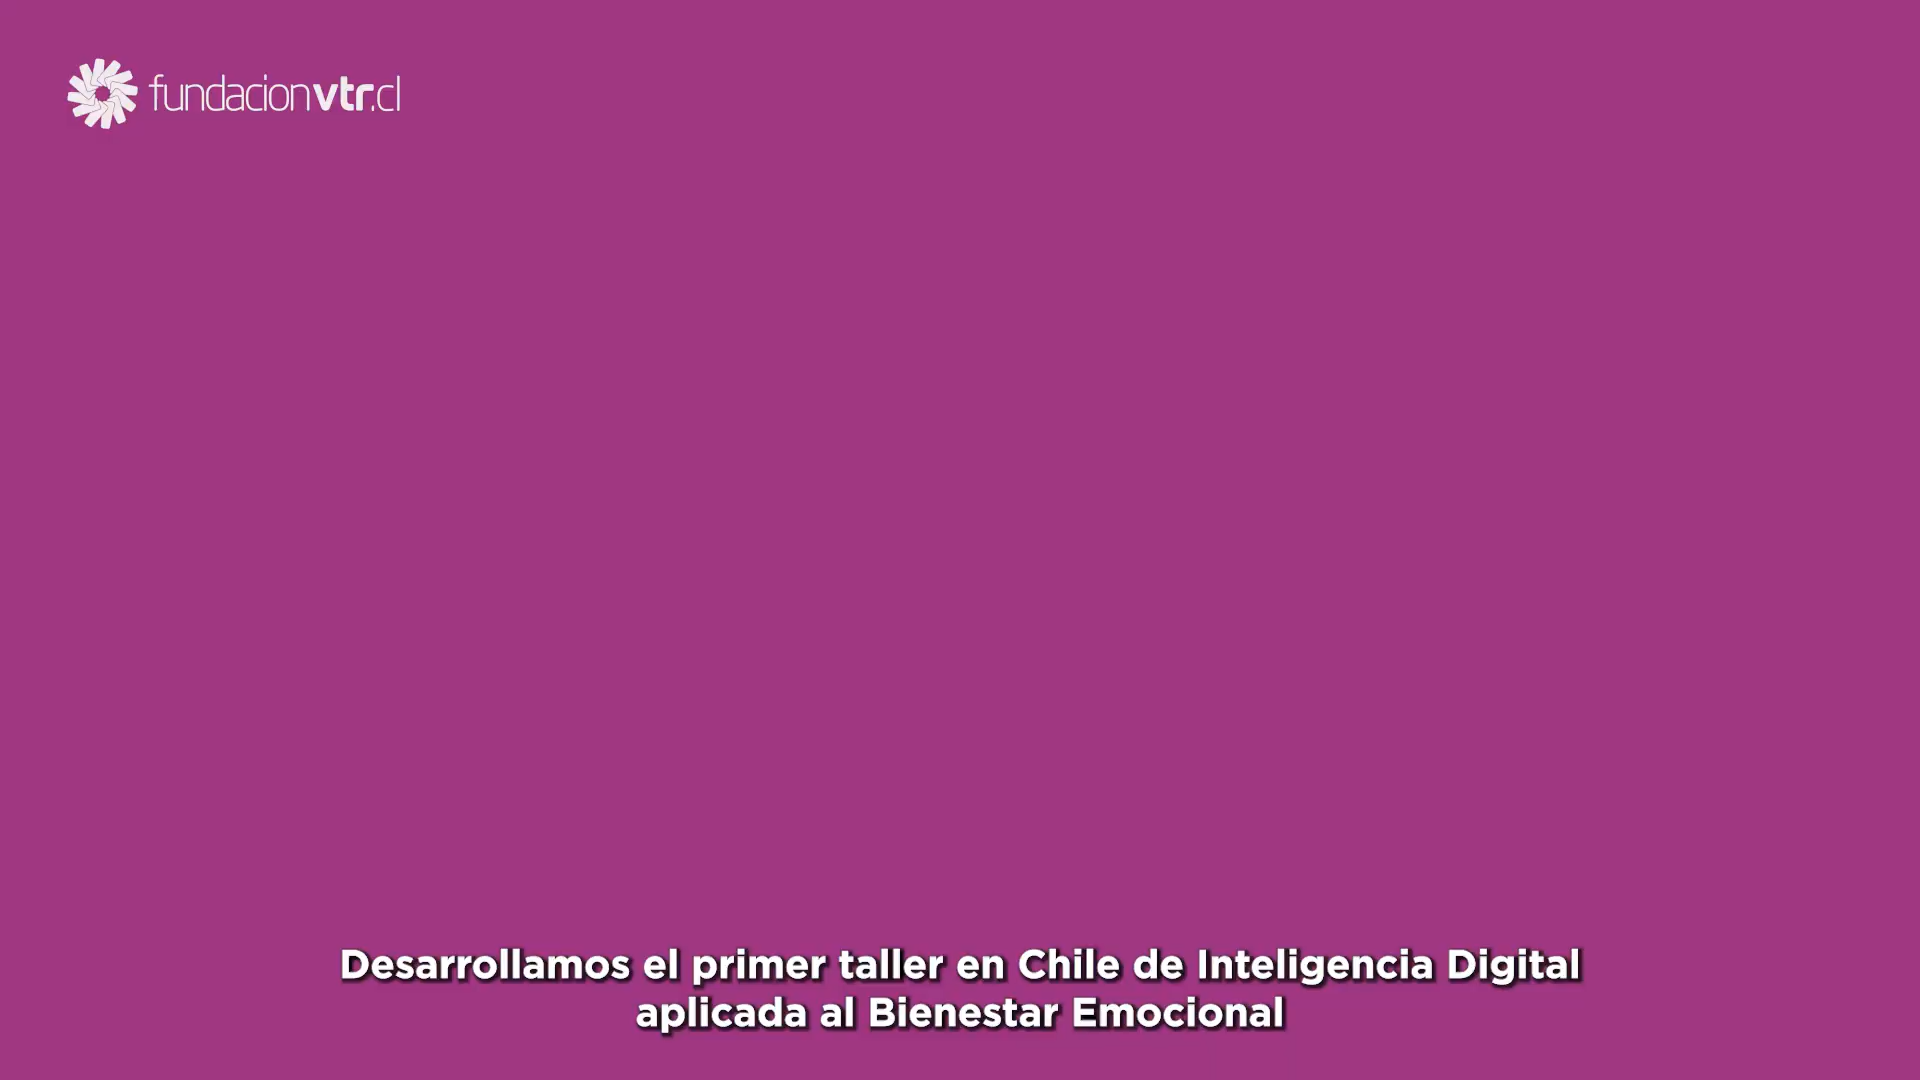 fundacionvtr.cl
Desarrollamos el primer taller en Chile de Inteligencia Digital
aplicada al Bienestar Emocional